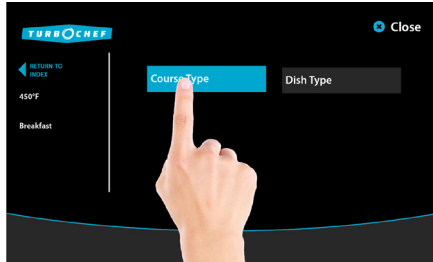 TURBOCHEF
Close
RETURN TO
INDEX
450°F
Breakfast
Course Type
Dish Type